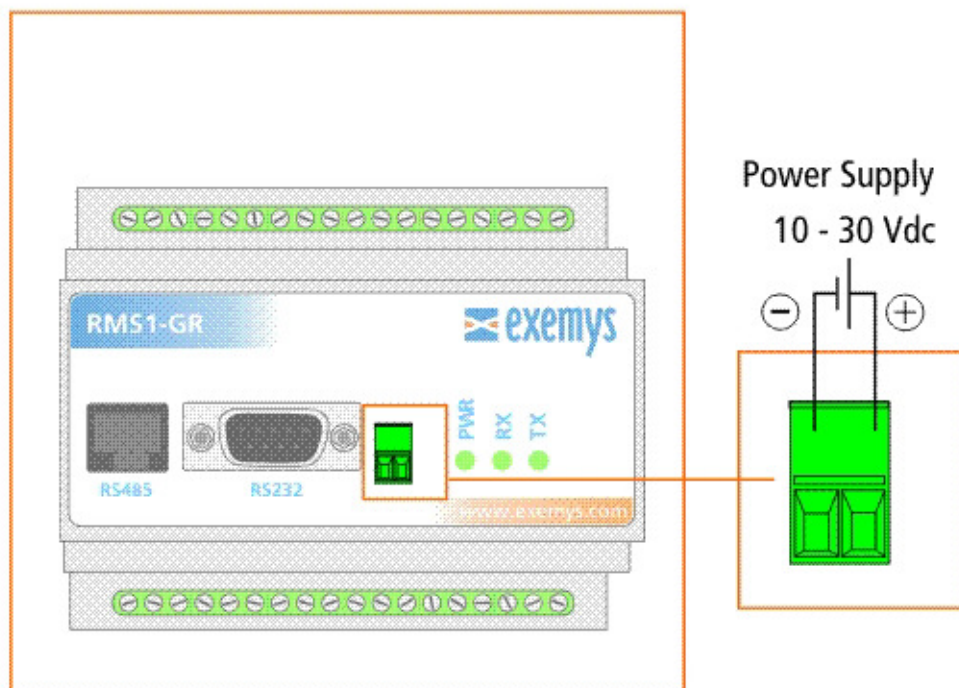 Power Supply
10 - 30 Vdc
− +
RMS1-GR
exemys
PWR
RX
TX
RS485
RS232
www.exemys.com